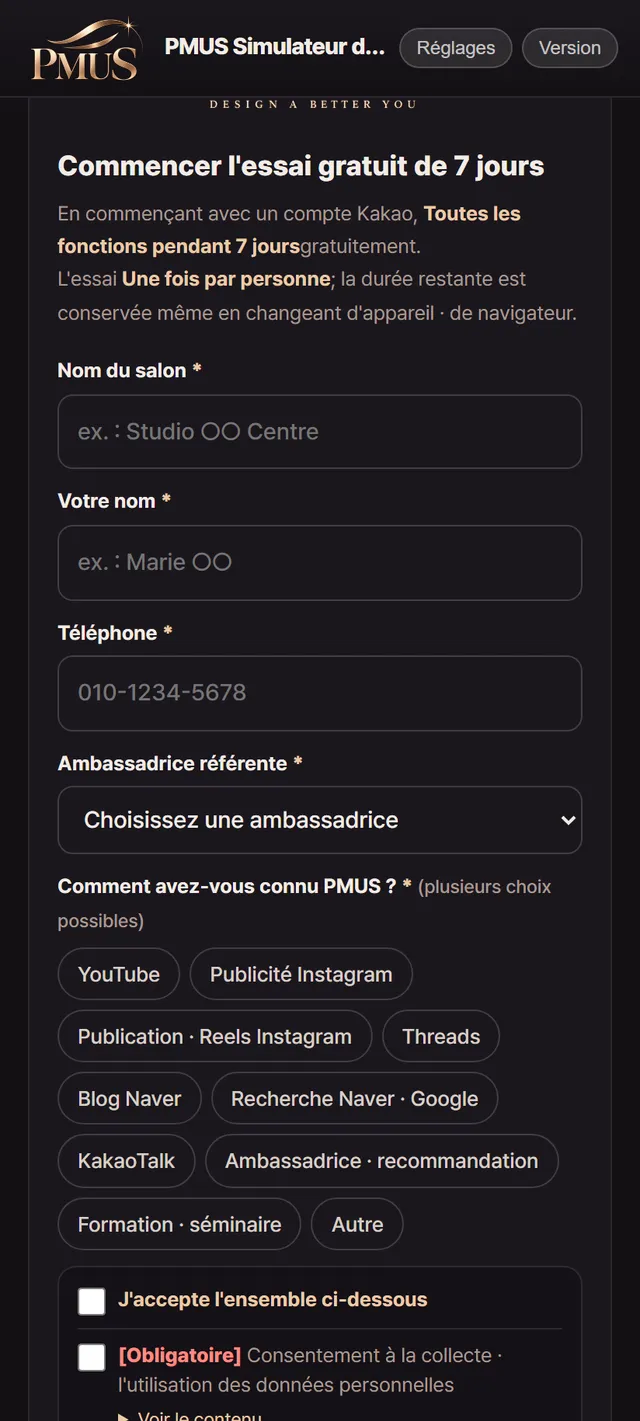 PMUS
PMUS Simulateur d...
Réglages
Version
DESIGN A BETTER YOU
Commencer l'essai gratuit de 7 jours
En commençant avec un compte Kakao, Toutes les
fonctions pendant 7 joursgratuitement.
L'essai Une fois par personne; la durée restante est
conservée même en changeant d'appareil · de navigateur.
Nom du salon *
ex. : Studio ○○ Centre
Votre nom *
ex. : Marie ○○
Téléphone *
010-1234-5678
Ambassadrice référente *
Choisissez une ambassadrice
Comment avez-vous connu PMUS ? * (plusieurs choix
possibles)
YouTube
Publicité Instagram
Publication · Reels Instagram
Threads
Blog Naver
Recherche Naver · Google
KakaoTalk
Ambassadrice · recommandation
Formation · séminaire
Autre
J'accepte l'ensemble ci-dessous
[Obligatoire] Consentement à la collecte ·
l'utilisation des données personnelles
▶ Voir le contenu